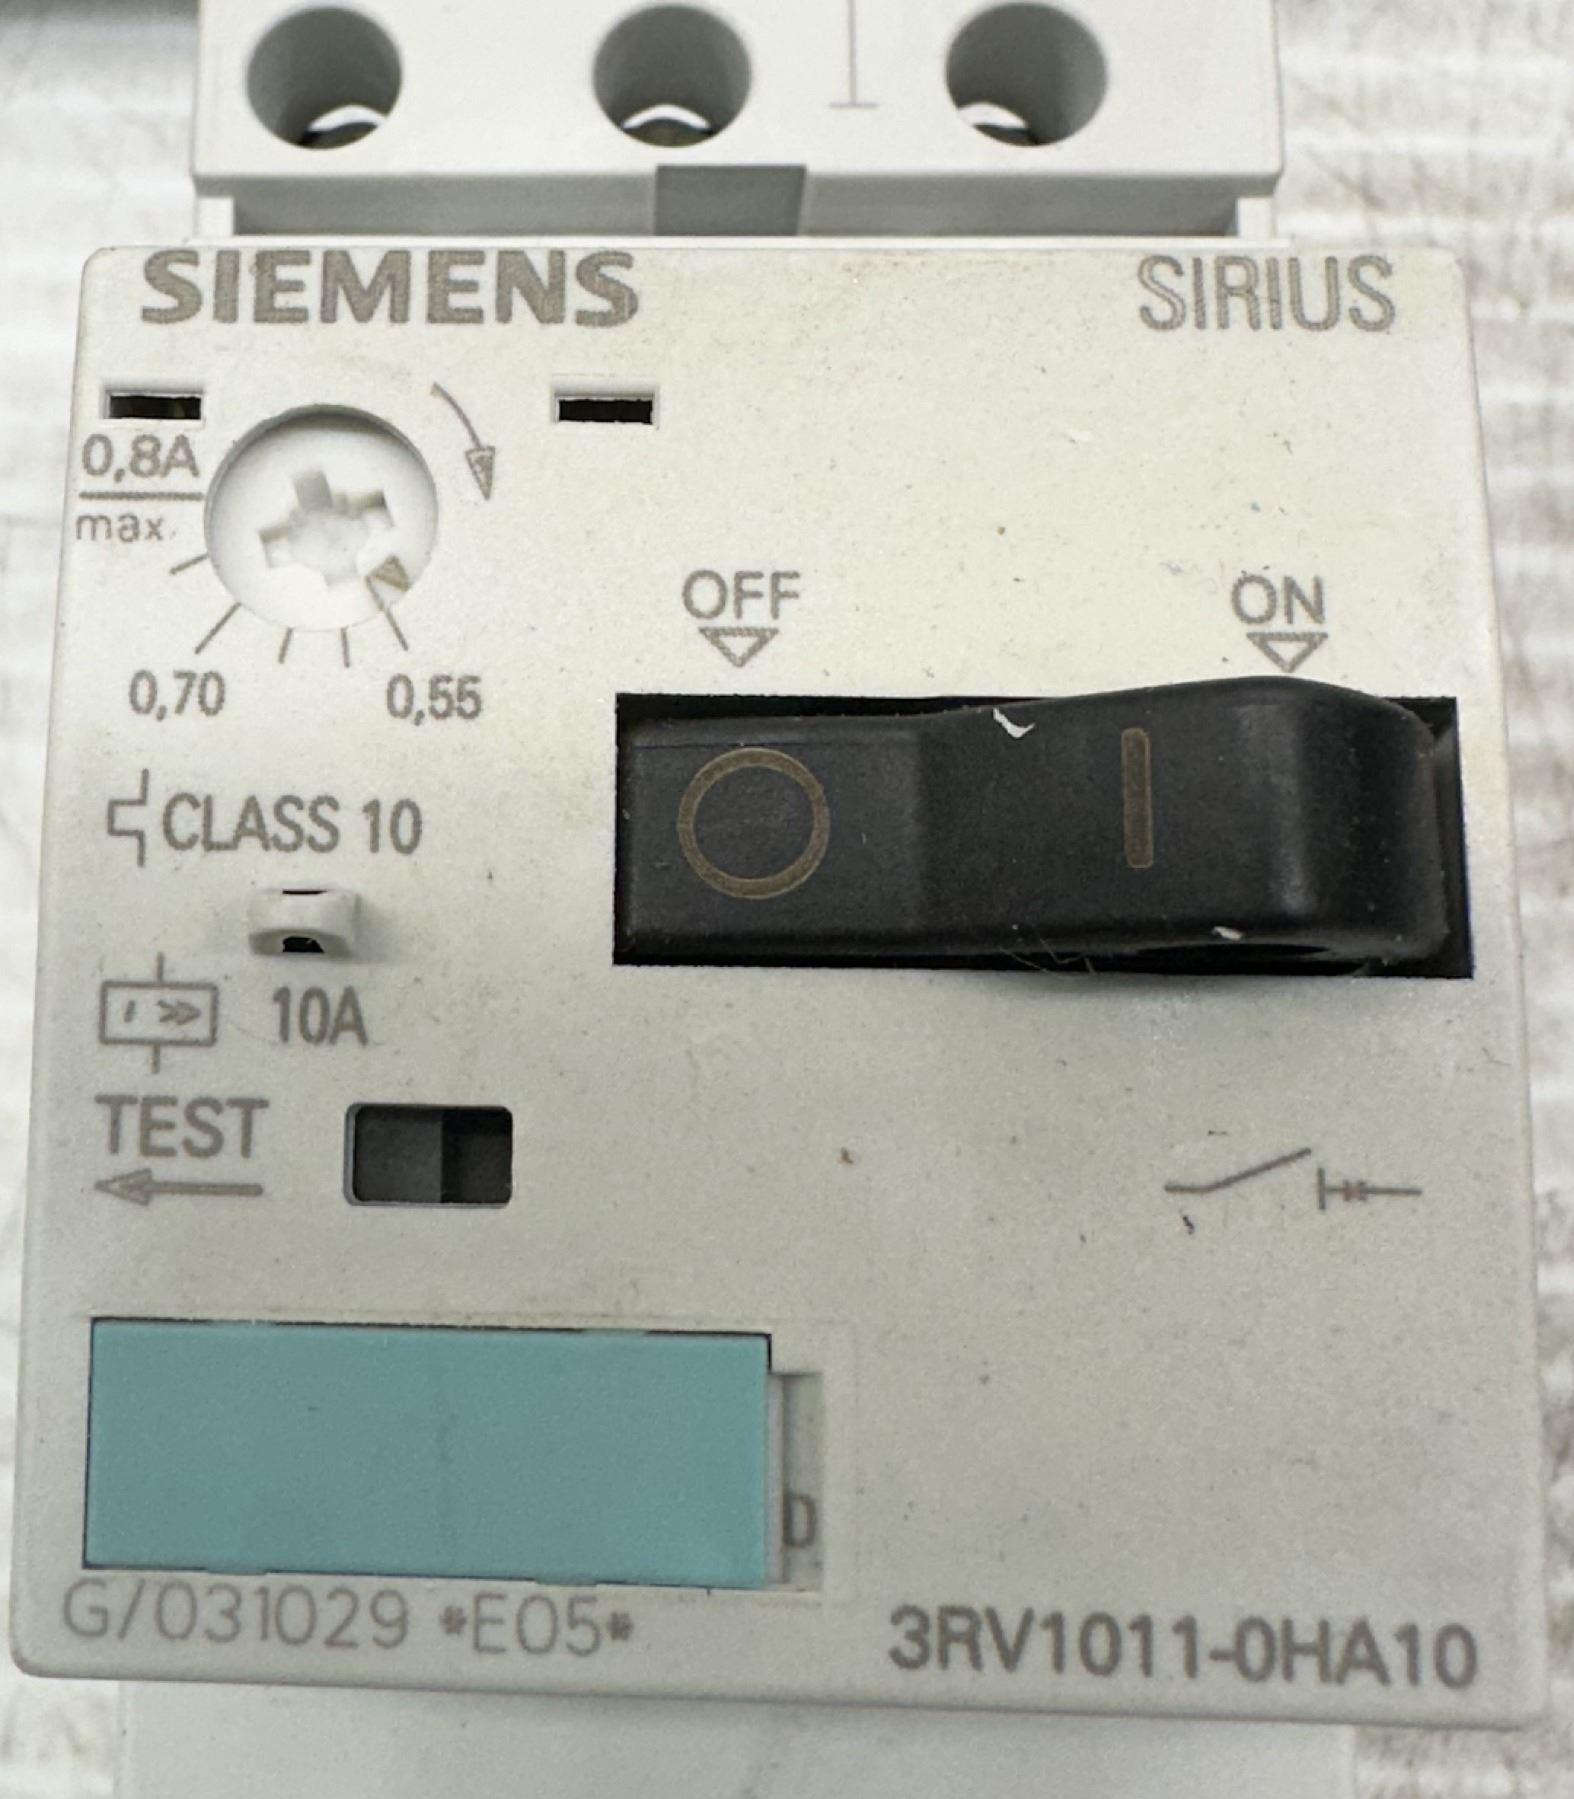 SIEMENS SIRIUS
0,8A
max.
OFF ON
0,70 0,55
O I
CLASS 10
I >> 10A
TEST
D
G/031029 *E05* 3RV1011-0HA10